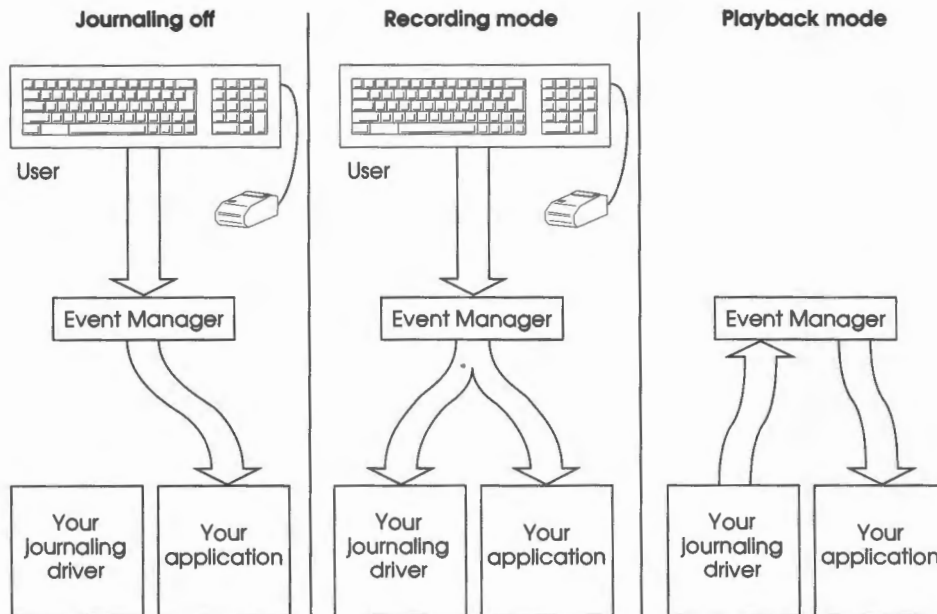 Journaling off
User
Event Manager
Your
journaling
driver
Your
application
Recording mode
User
Event Manager
Your
journaling
driver
Your
application
Playback mode
Event Manager
Your
journaling
driver
Your
application